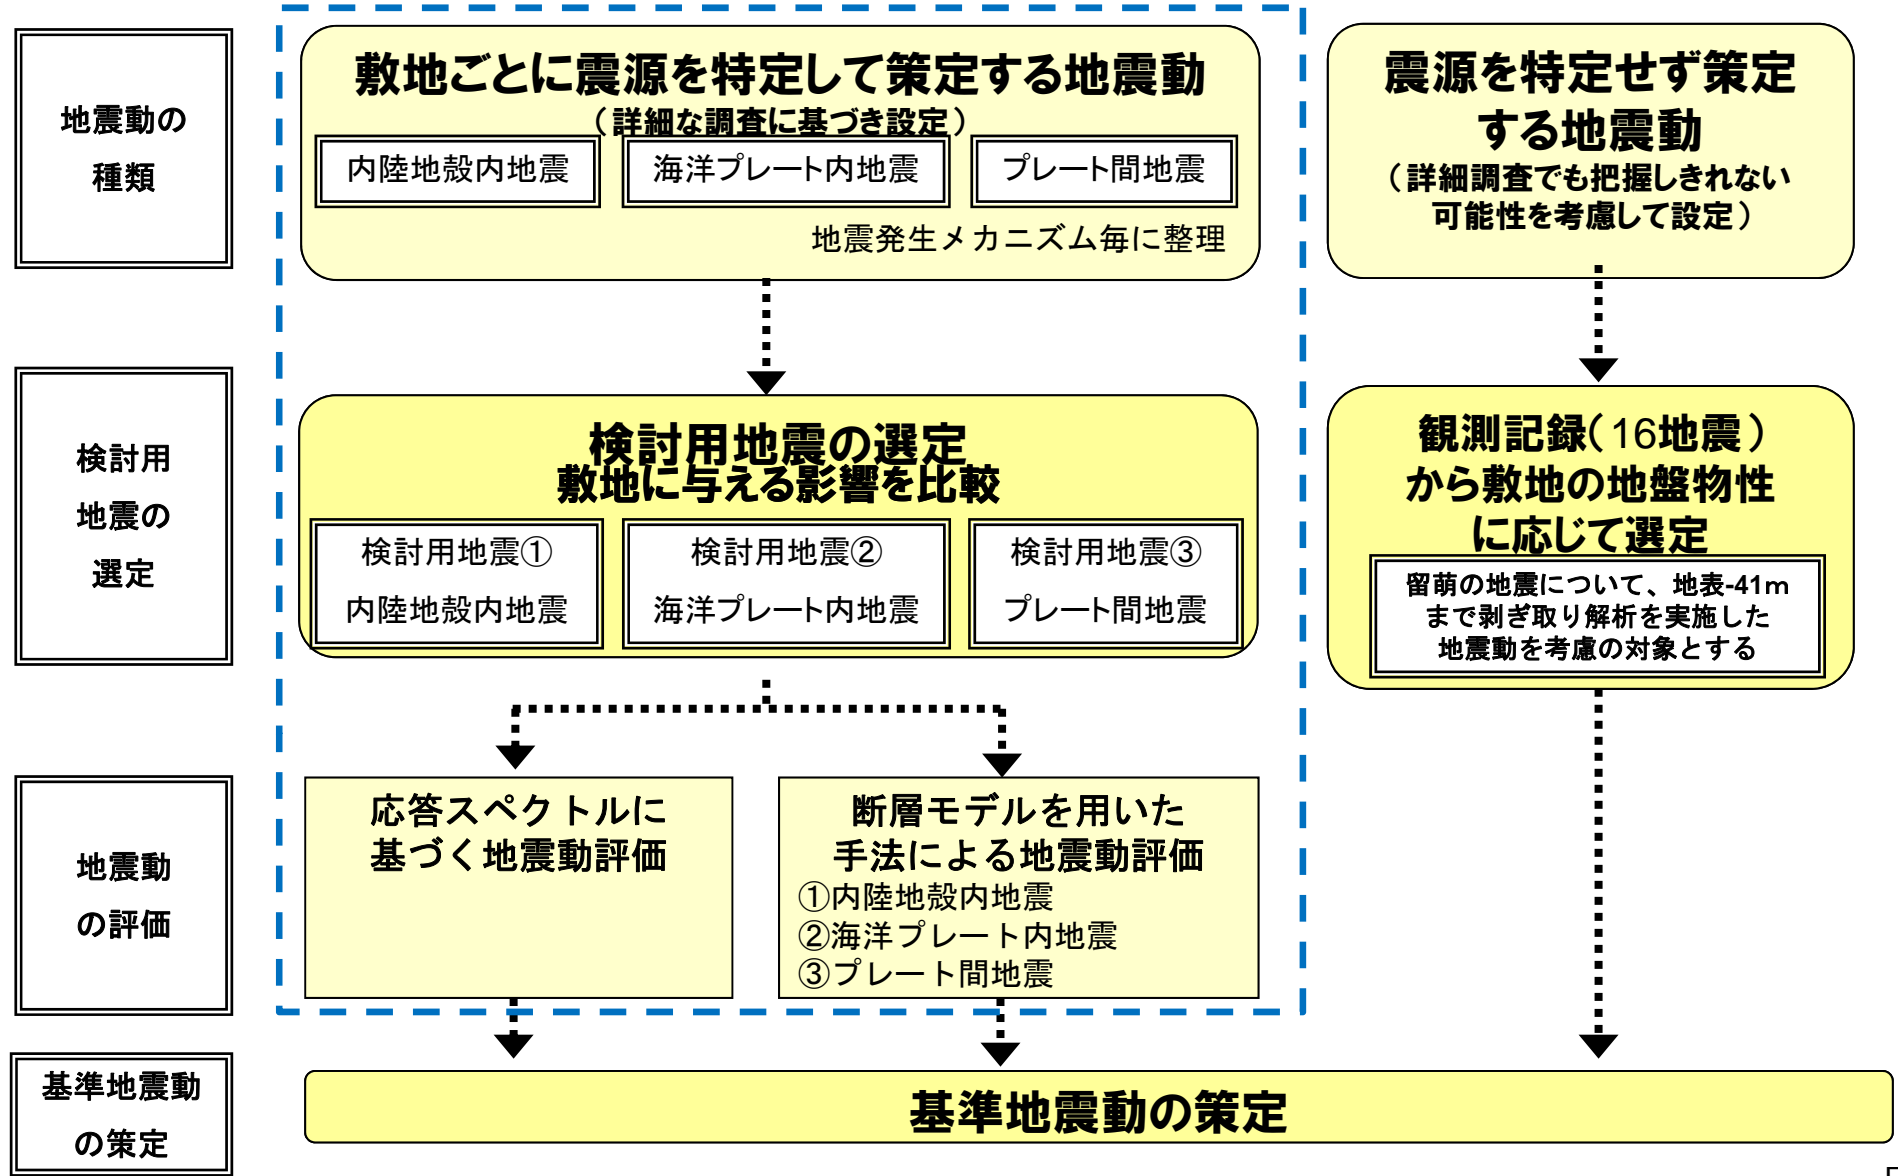 地震動の
種類
敷地ごとに震源を特定して策定する地震動
（詳細な調査に基づき設定）
内陸地殻内地震
海洋プレート内地震
プレート間地震
地震発生メカニズム毎に整理
震源を特定せず策定
する地震動
（詳細調査でも把握しきれない
可能性を考慮して設定）
検討用
地震の
選定
検討用地震の選定
敷地に与える影響を比較
検討用地震①
内陸地殻内地震
検討用地震②
海洋プレート内地震
検討用地震③
プレート間地震
観測記録（16地震）
から敷地の地盤物性
に応じて選定
留萌の地震について、地表-41m
まで剥ぎ取り解析を実施した
地震動を考慮の対象とする
地震動
の評価
応答スペクトルに
基づく地震動評価
断層モデルを用いた
手法による地震動評価
①内陸地殻内地震
②海洋プレート内地震
③プレート間地震
基準地震動
の策定
基準地震動の策定